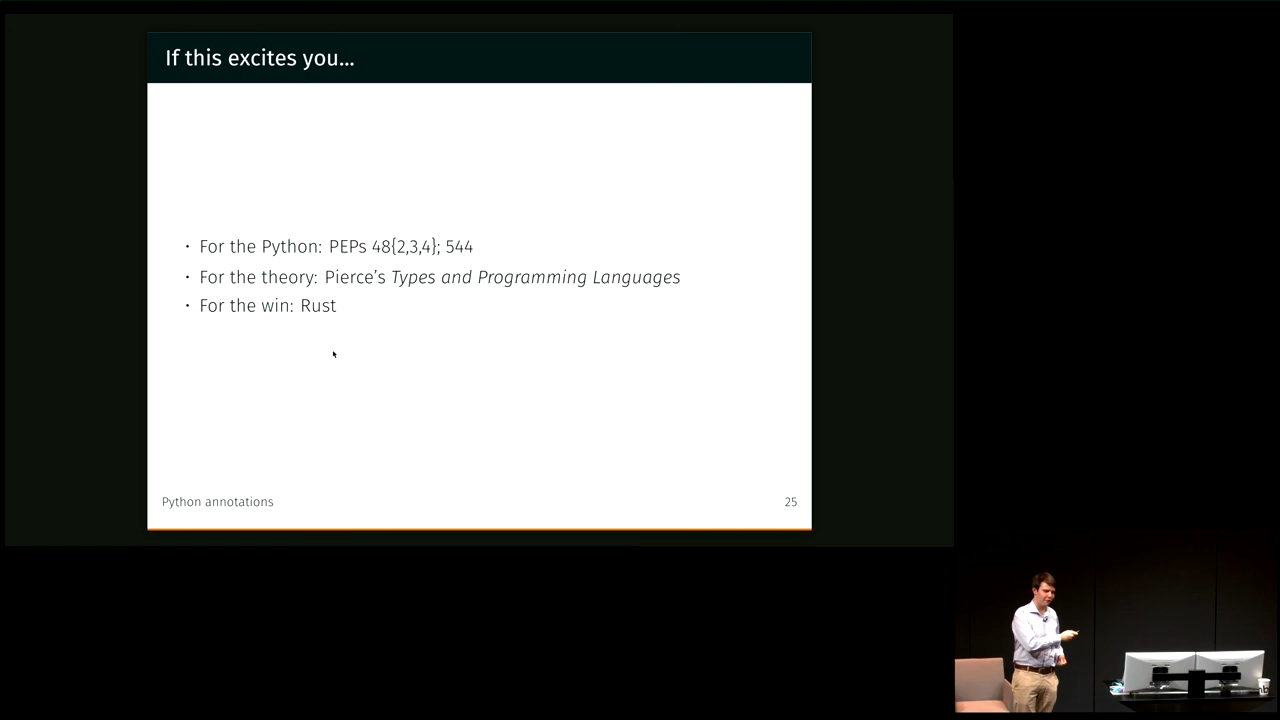 If this excites you...
• For the Python: PEPs 48{2,3,4}; 544
• For the theory: Pierce's Types and Programming Languages
• For the win: Rust
Python annotations
25